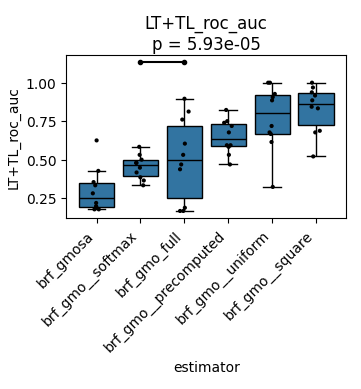 LT+TL_roc_auc
p = 5.93e-05
LT+TL_roc_auc
1.00
0.75
0.50
0.25
brf_gmosa
brf_gmo__softmax
brf_gmo_full
brf_gmo__precomputed
brf_gmo__uniform
brf_gmo__square
estimator